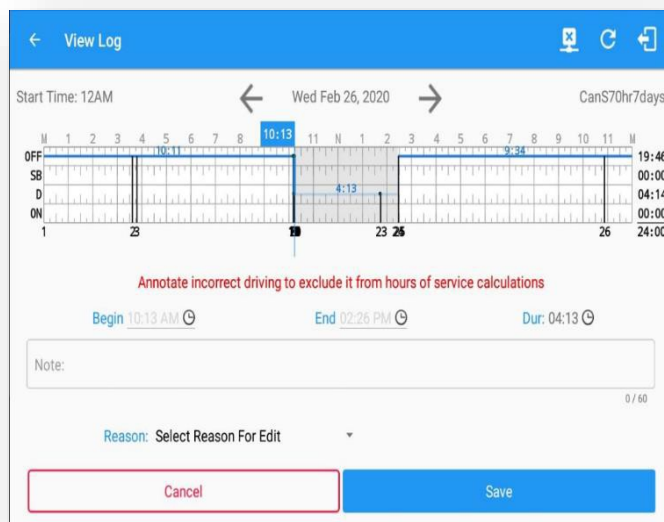 View Log
Start Time: 12AM Wed Feb 26, 2020 CanS70hr7days
M 1 2 3 4 5 6 7 8 10:13 11 N 1 2 3 4 5 6 7 8 9 10 11 M
OFF 10:11 9:34 19:46
SB 00:00
D 4:13 04:14
ON 00:00
1 23 23 26 24:00
Annotate incorrect driving to exclude it from hours of service calculations
Begin 10:13 AM End 02:26 PM Dur: 04:13
Note:
0 / 60
Reason: Select Reason For Edit
Cancel Save